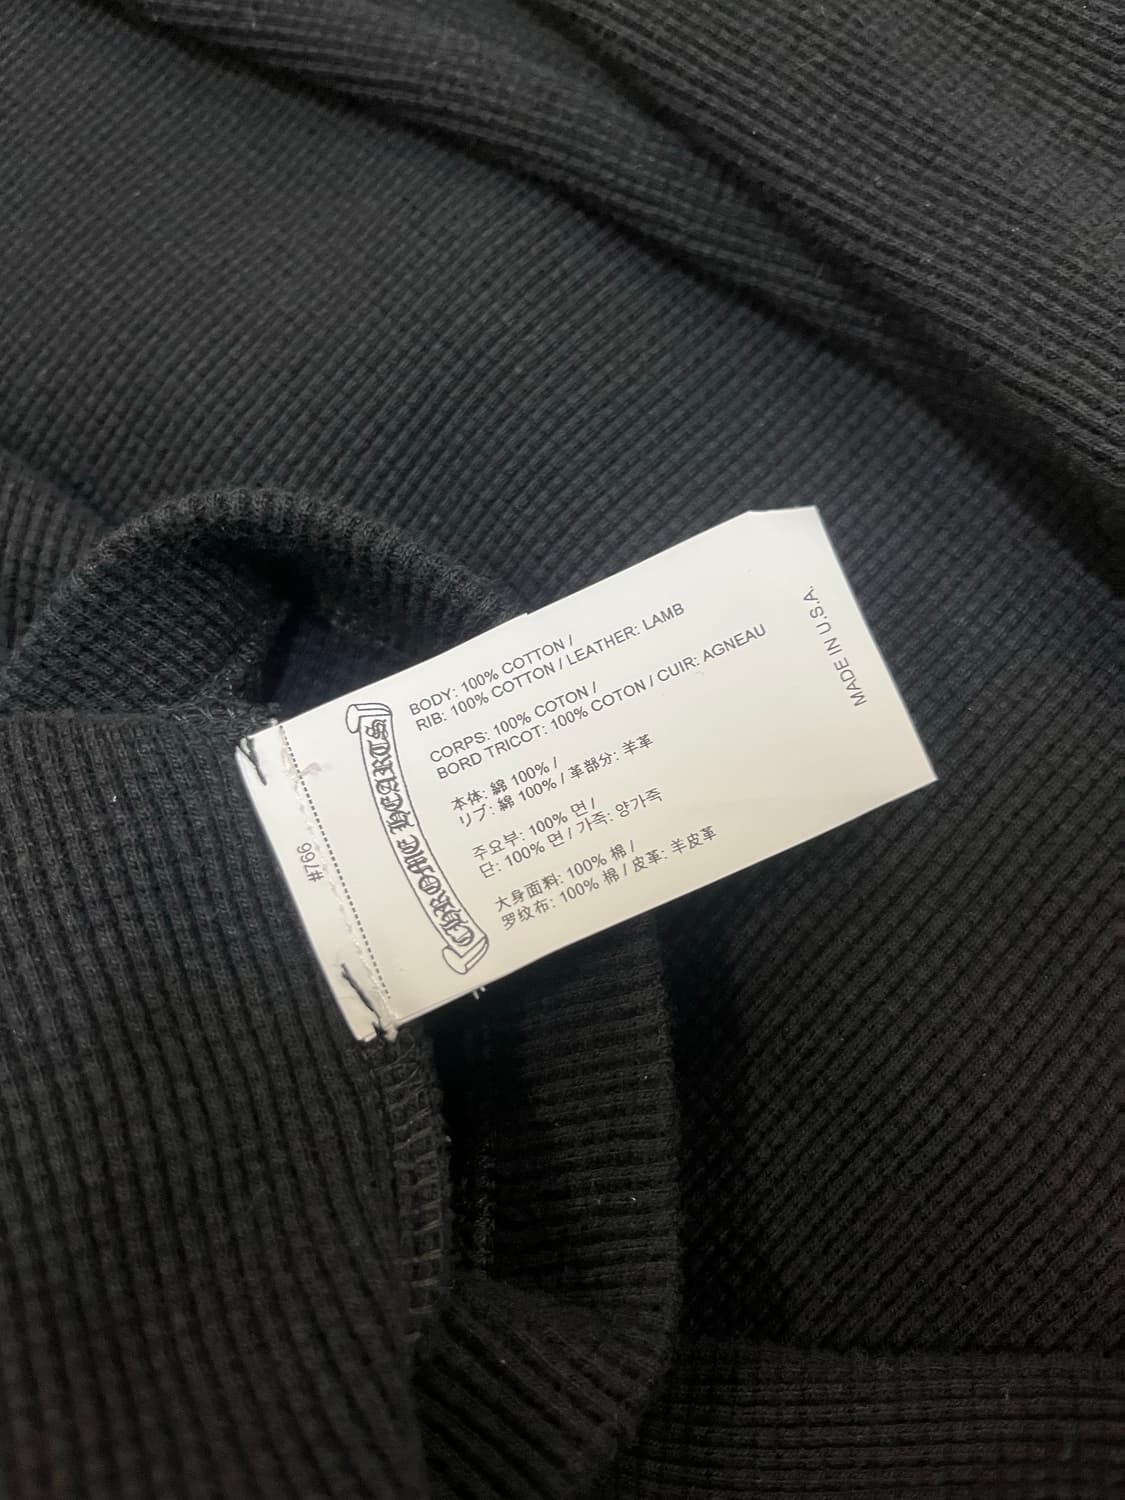 #766
CHROME HEARTS
BODY: 100% COTTON /
RIB: 100% COTTON / LEATHER: LAMB
CORPS: 100% COTON /
BORD TRICOT: 100% COTON / CUIR: AGNEAU
本体: 綿 100% /
リブ: 綿 100% / 革部分: 羊革
주요부: 100% 면 /
단: 100% 면 / 가죽: 양가죽
大身面料: 100% 棉 /
罗纹布: 100% 棉 / 皮革: 羊皮革
MADE IN U.S.A.